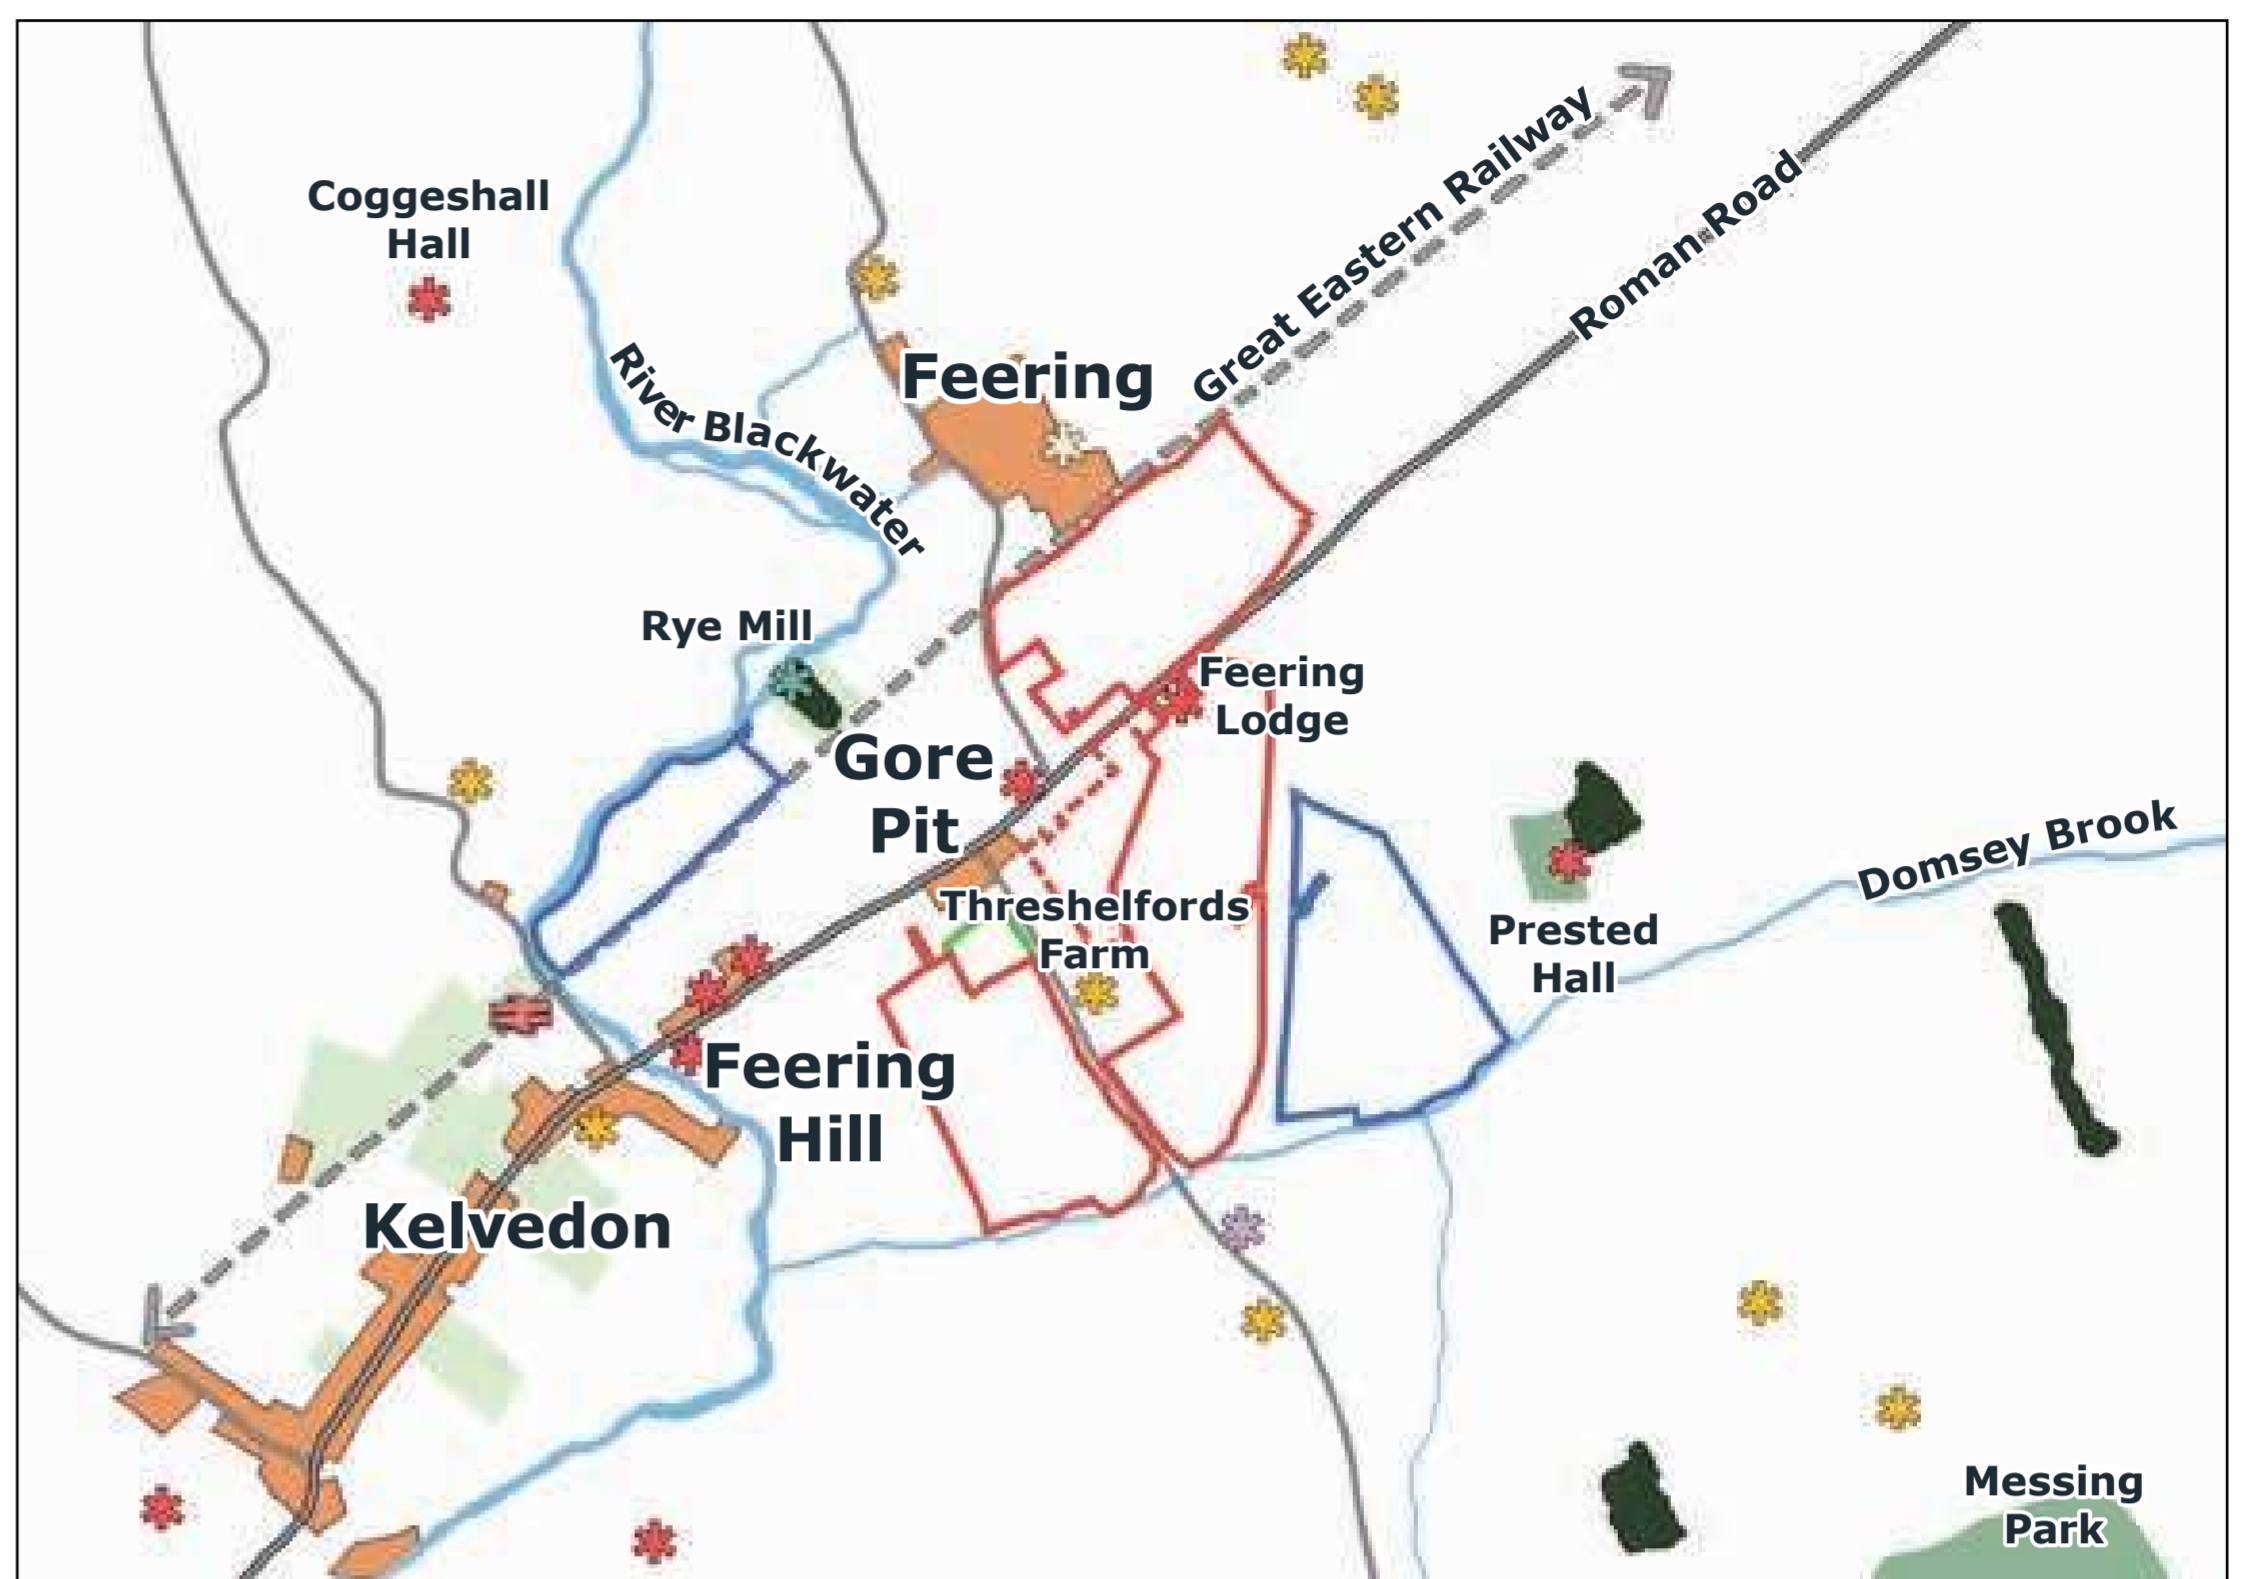 Great Eastern Railway
Roman Road
Coggeshall
Hall
River Blackwater
Feering
Rye Mill
Feering
Lodge
Gore
Pit
Domsey Brook
Threshelfords
Farm
Prested
Hall
Feering
Hill
Kelvedon
Messing
Park